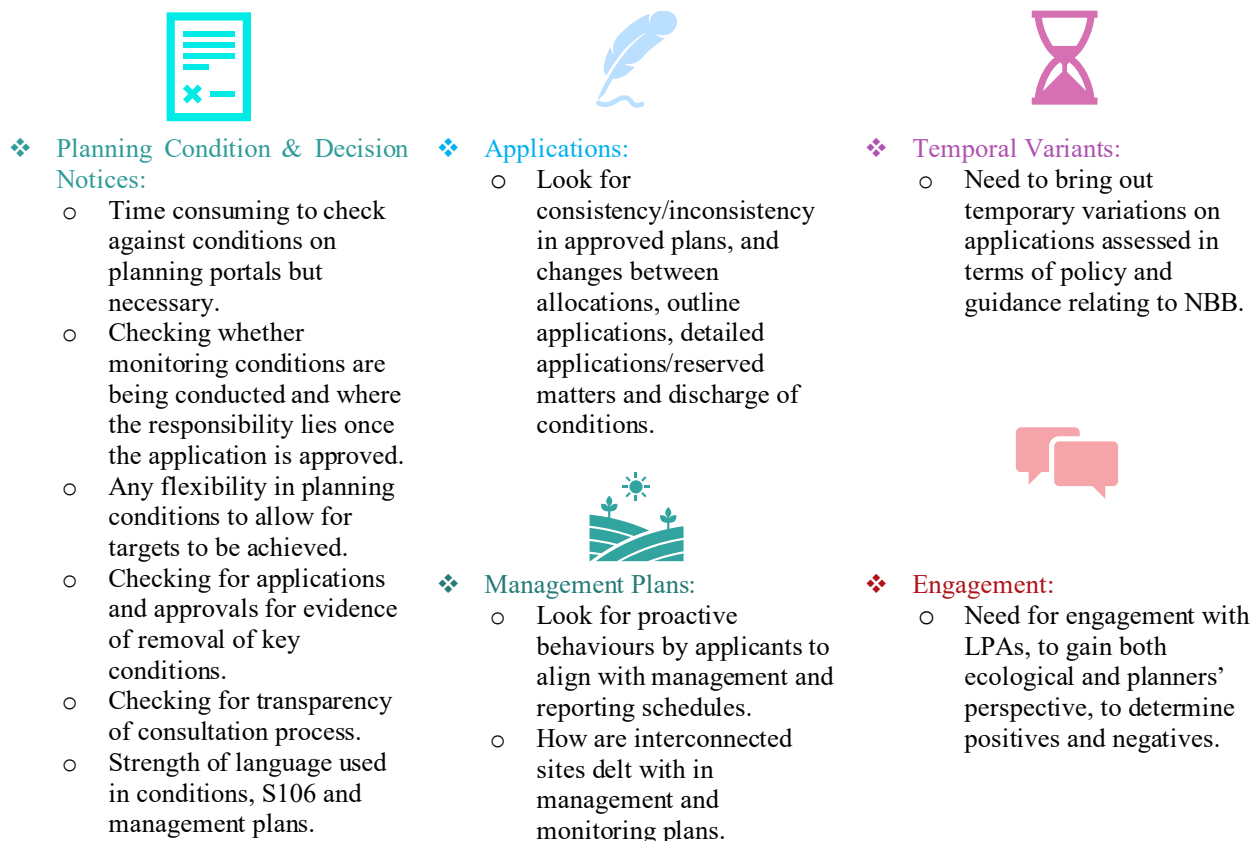 ❖ Planning Condition & Decision
Notices:
o Time consuming to check
against conditions on
planning portals but
necessary.
o Checking whether
monitoring conditions are
being conducted and where
the responsibility lies once
the application is approved.
o Any flexibility in planning
conditions to allow for
targets to be achieved.
o Checking for applications
and approvals for evidence
of removal of key
conditions.
o Checking for transparency
of consultation process.
o Strength of language used
in conditions, S106 and
management plans.
❖ Applications:
o Look for
consistency/inconsistency
in approved plans, and
changes between
allocations, outline
applications, detailed
applications/reserved
matters and discharge of
conditions.
❖ Management Plans:
o Look for proactive
behaviours by applicants to
align with management and
reporting schedules.
o How are interconnected
sites delt with in
management and
monitoring plans.
❖ Temporal Variants:
o Need to bring out
temporary variations on
applications assessed in
terms of policy and
guidance relating to NBB.
❖ Engagement:
o Need for engagement with
LPAs, to gain both
ecological and planners’
perspective, to determine
positives and negatives.